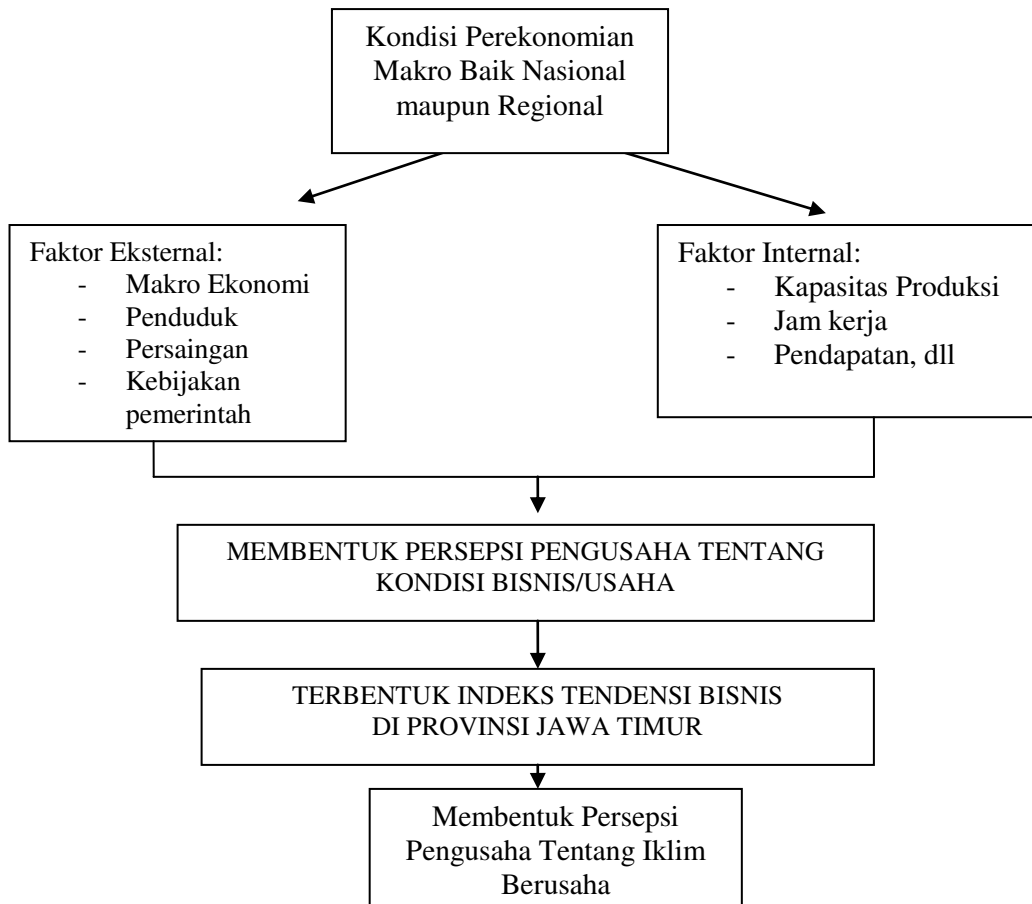 Kondisi Perekonomian
Makro Baik Nasional
maupun Regional
Faktor Eksternal:
- Makro Ekonomi
- Penduduk
- Persaingan
- Kebijakan
pemerintah
Faktor Internal:
- Kapasitas Produksi
- Jam kerja
- Pendapatan, dll
MEMBENTUK PERSEPSI PENGUSAHA TENTANG
KONDISI BISNIS/USAHA
TERBENTUK INDEKS TENDENSI BISNIS
DI PROVINSI JAWA TIMUR
Membentuk Persepsi
Pengusaha Tentang Iklim
Berusaha